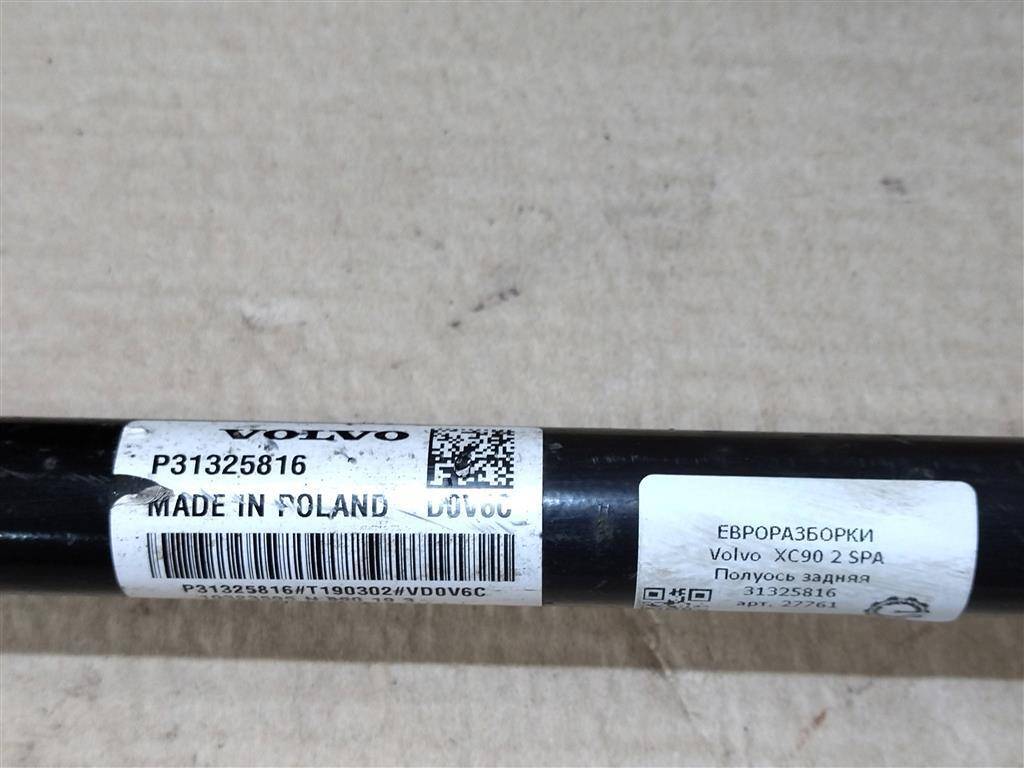 VOLVO
P31325816
MADE IN POLAND D0V6C
P31325816#T190302#VD0V6C
ЕВРОРАЗБОРКИ
Volvo XC90 2 SPA
Полуось задняя
31325816
арт. 27761